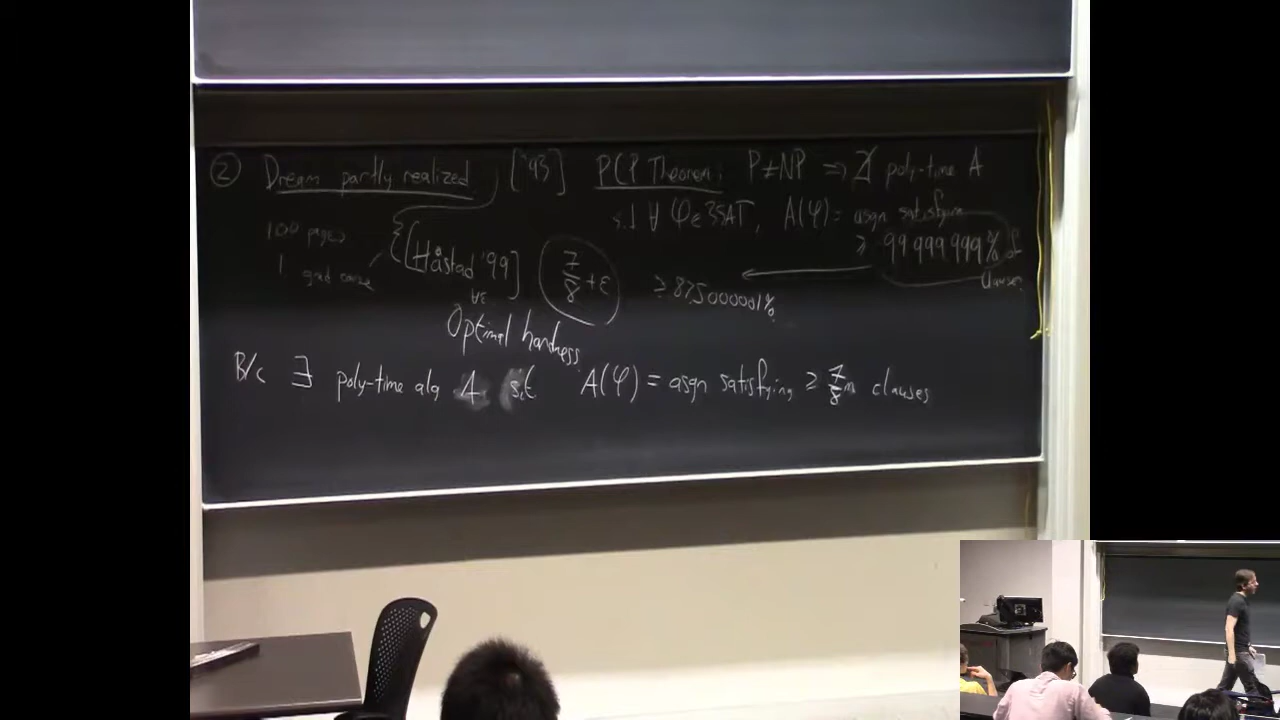 ② Dream partly realized ['93] PCP Theorem: P≠NP ⇒ ∄ poly-time A
s.t ∀ φ∈3SAT, A(φ) = asgn satisfying
100 pages
≥ 99.999999% of clauses
1 grad course
[Håstad '99] 7/8+ε ≥ 87.5000001%
∀ε
Optimal hardness
B/c ∃ poly-time alg A s.t A(φ) = asgn satisfying ≥ 7/8 m clauses